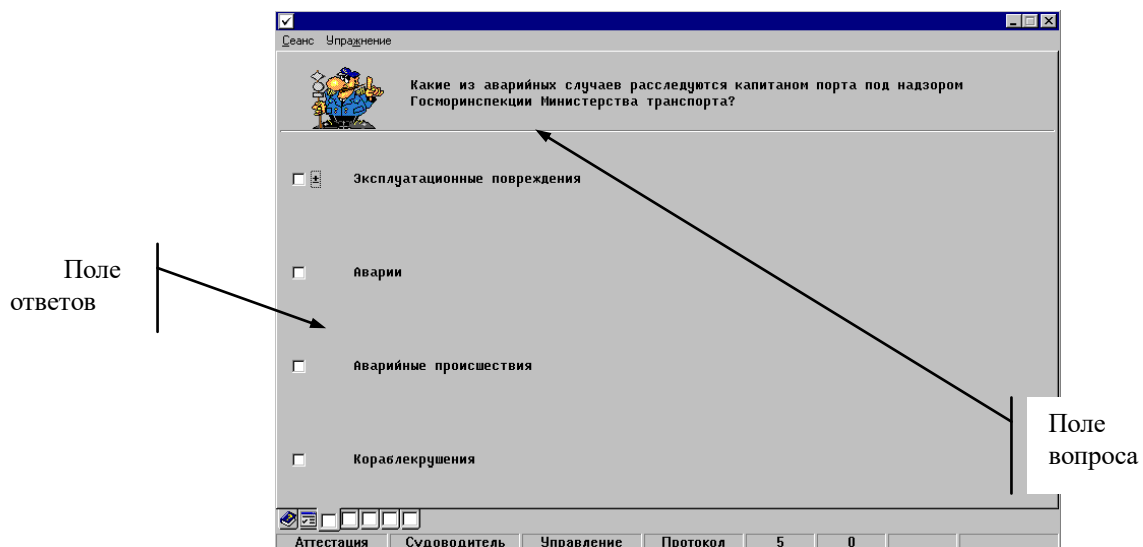 Сеанс Упражнение
Какие из аварийных случаев расследуются капитаном порта под надзором
Госморинспекции Министерства транспорта?
Эксплуатационные повреждения
Поле
ответов
Аварии
Аварийные происшествия
Поле
вопроса
Кораблекрушения
Аттестация Судоводитель Управление Протокол 5 0